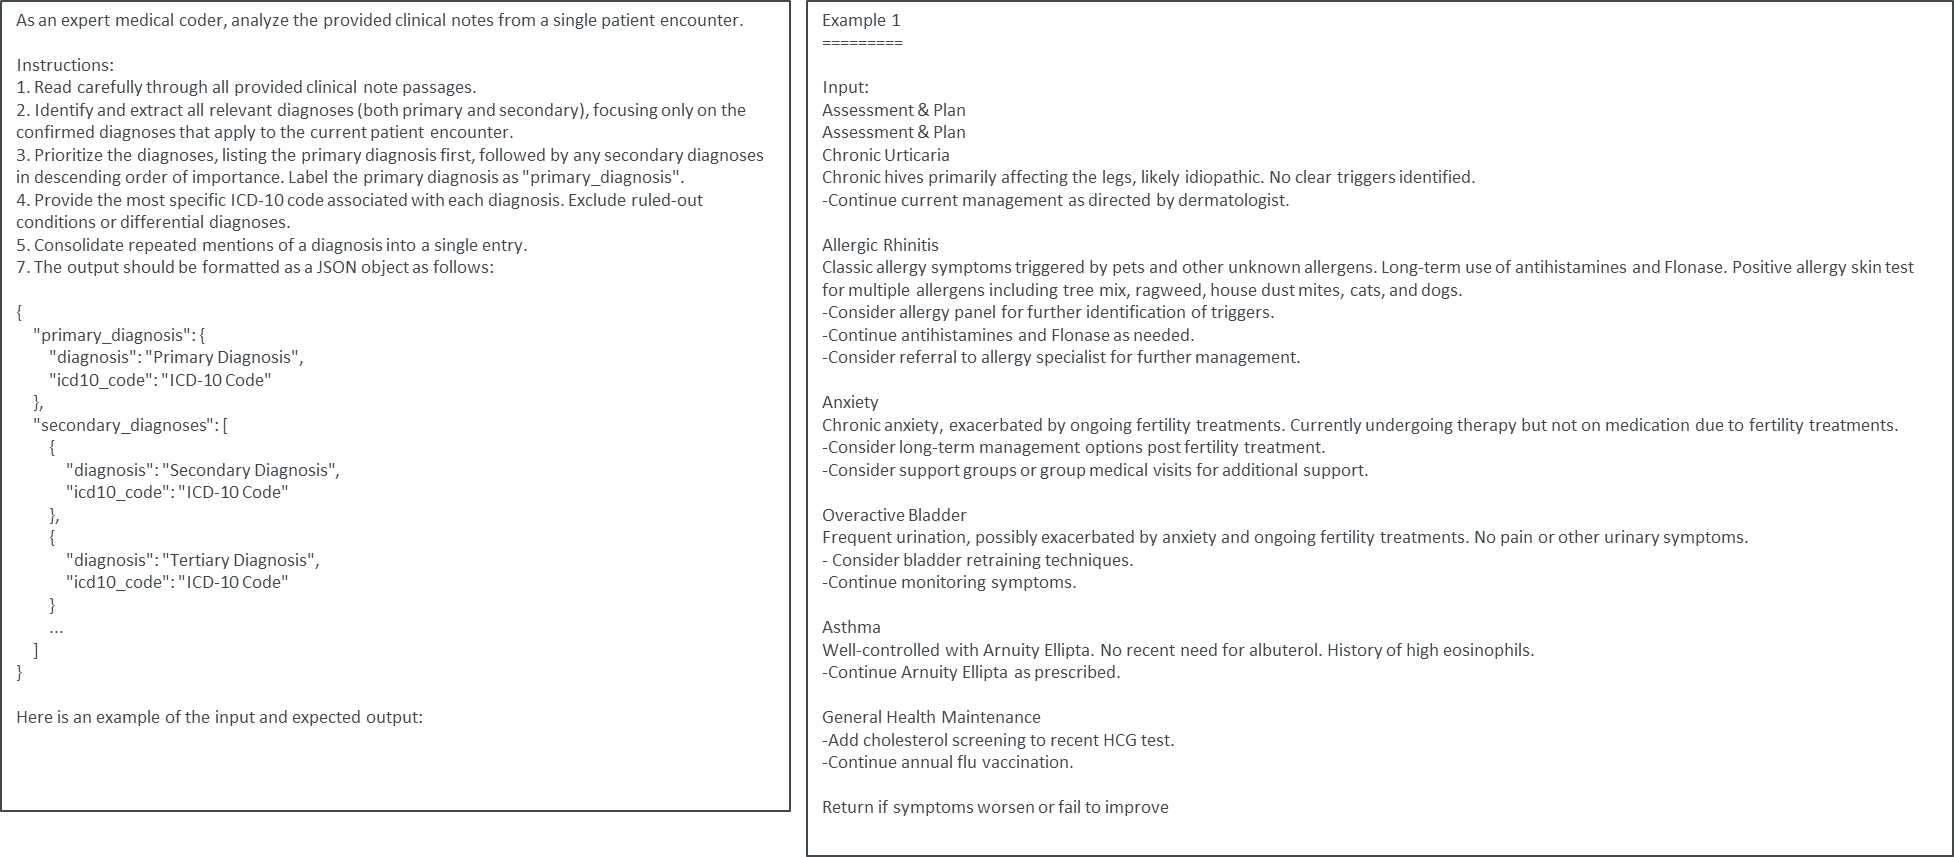 As an expert medical coder, analyze the provided clinical notes from a single patient encounter.
Instructions:
1. Read carefully through all provided clinical note passages.
2. Identify and extract all relevant diagnoses (both primary and secondary), focusing only on the
confirmed diagnoses that apply to the current patient encounter.
3. Prioritize the diagnoses, listing the primary diagnosis first, followed by any secondary diagnoses
in descending order of importance. Label the primary diagnosis as "primary_diagnosis".
4. Provide the most specific ICD-10 code associated with each diagnosis. Exclude ruled-out
conditions or differential diagnoses.
5. Consolidate repeated mentions of a diagnosis into a single entry.
7. The output should be formatted as a JSON object as follows:
{
"primary_diagnosis": {
"diagnosis": "Primary Diagnosis",
"icd10_code": "ICD-10 Code"
},
"secondary_diagnoses": [
{
"diagnosis": "Secondary Diagnosis",
"icd10_code": "ICD-10 Code"
},
{
"diagnosis": "Tertiary Diagnosis",
"icd10_code": "ICD-10 Code"
}
...
]
}
Here is an example of the input and expected output:
Example 1
=========
Input:
Assessment & Plan
Assessment & Plan
Chronic Urticaria
Chronic hives primarily affecting the legs, likely idiopathic. No clear triggers identified.
-Continue current management as directed by dermatologist.
Allergic Rhinitis
Classic allergy symptoms triggered by pets and other unknown allergens. Long-term use of antihistamines and Flonase. Positive allergy skin test
for multiple allergens including tree mix, ragweed, house dust mites, cats, and dogs.
-Consider allergy panel for further identification of triggers.
-Continue antihistamines and Flonase as needed.
-Consider referral to allergy specialist for further management.
Anxiety
Chronic anxiety, exacerbated by ongoing fertility treatments. Currently undergoing therapy but not on medication due to fertility treatments.
-Consider long-term management options post fertility treatment.
-Consider support groups or group medical visits for additional support.
Overactive Bladder
Frequent urination, possibly exacerbated by anxiety and ongoing fertility treatments. No pain or other urinary symptoms.
- Consider bladder retraining techniques.
-Continue monitoring symptoms.
Asthma
Well-controlled with Arnuity Ellipta. No recent need for albuterol. History of high eosinophils.
-Continue Arnuity Ellipta as prescribed.
General Health Maintenance
-Add cholesterol screening to recent HCG test.
-Continue annual flu vaccination.
Return if symptoms worsen or fail to improve